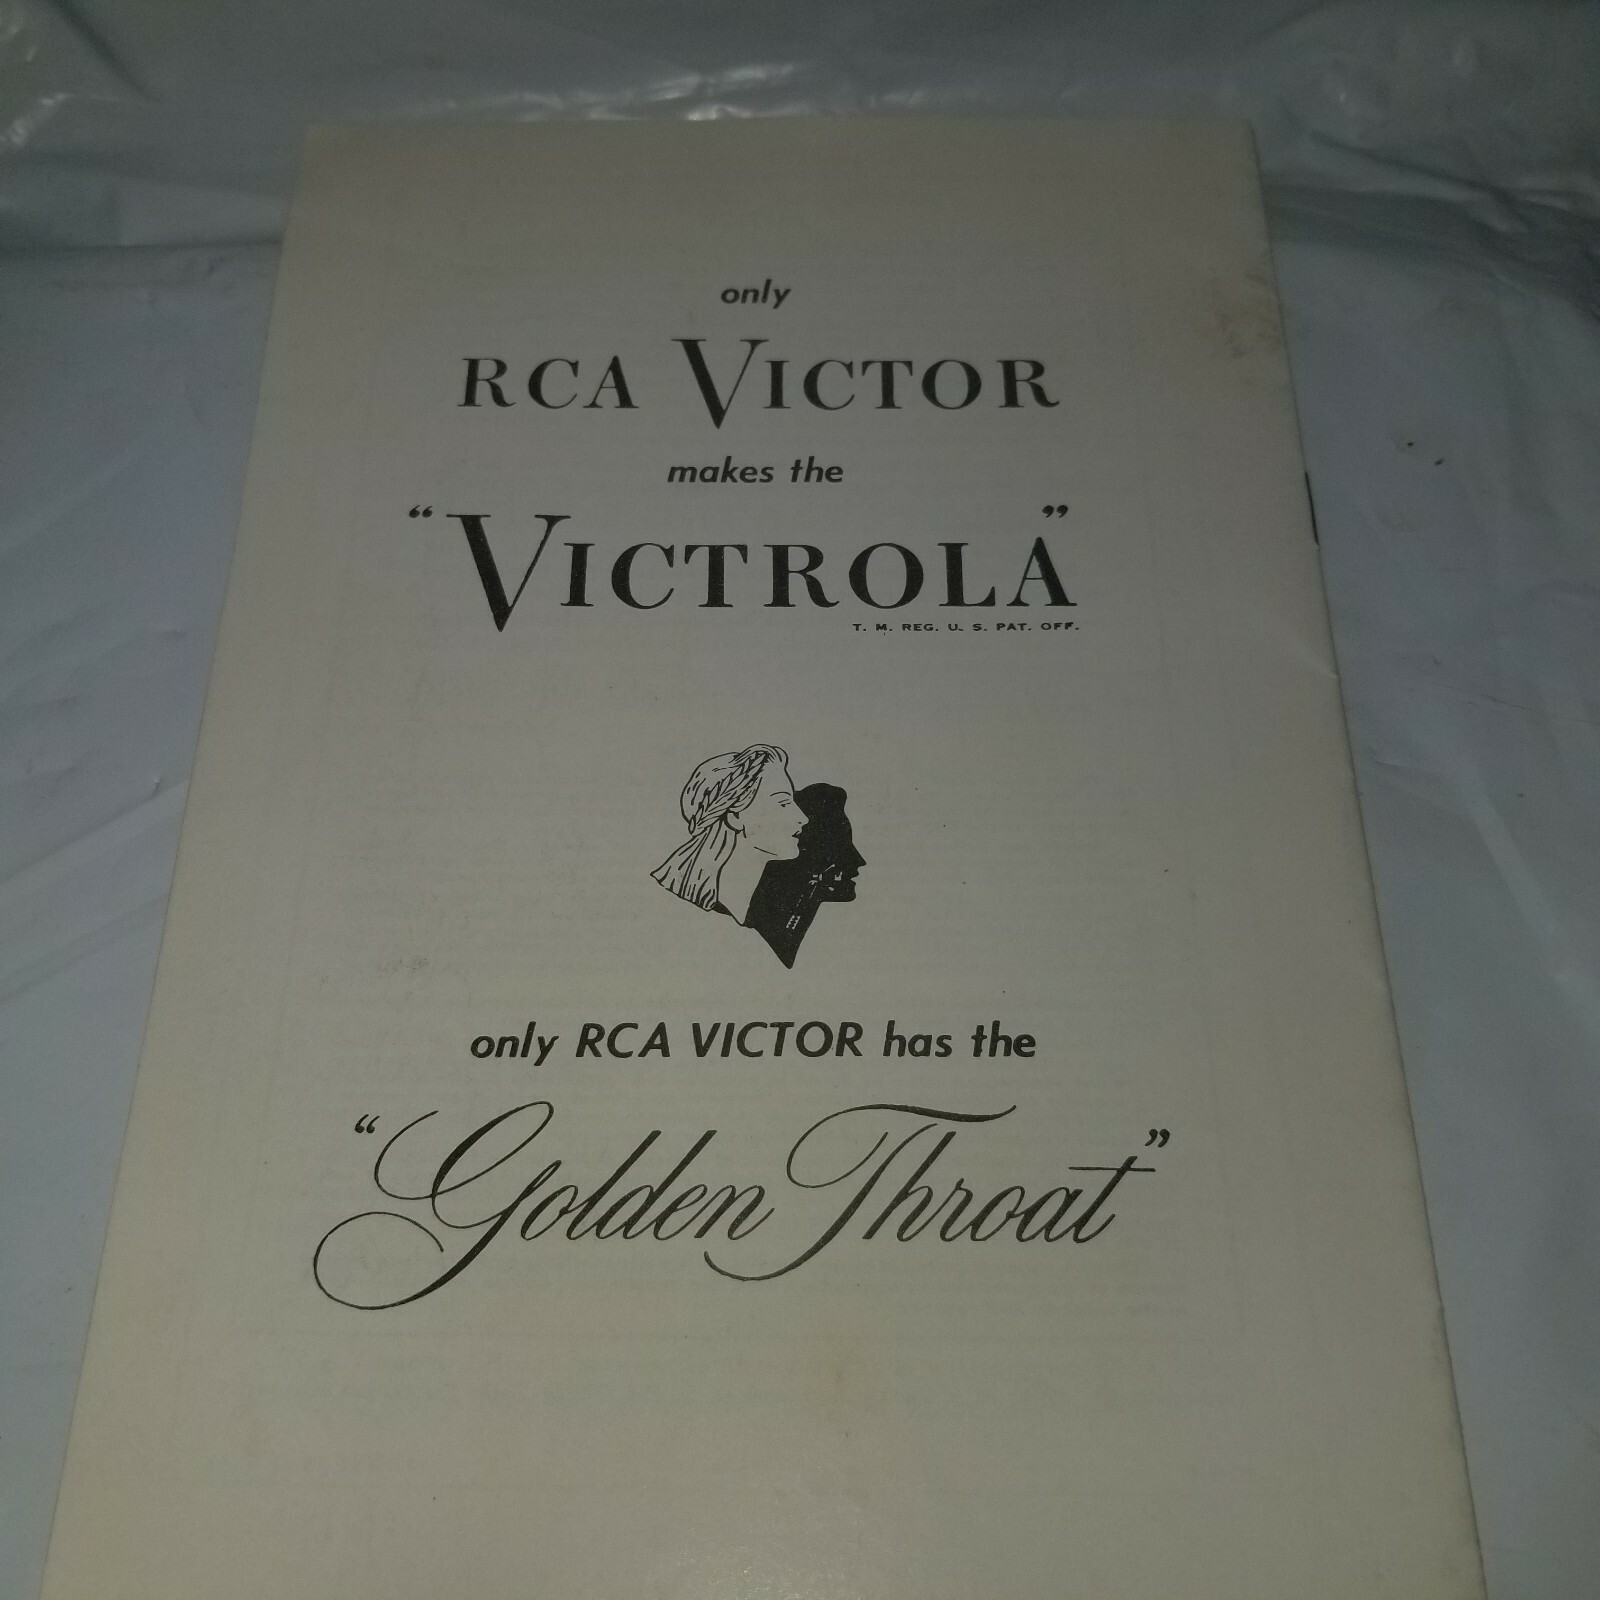 only
RCA VICTOR
makes the
“VICTROLA”
T. M. REG. U. S. PAT. OFF.
only RCA VICTOR has the
“Golden Throat”